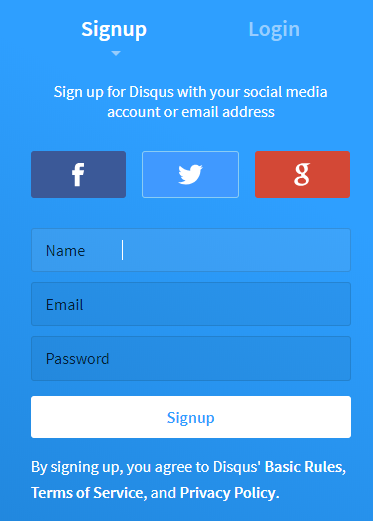 Signup Login
Sign up for Disqus with your social media
account or email address
f g
Name
Email
Password
Signup
By signing up, you agree to Disqus' Basic Rules,
Terms of Service, and Privacy Policy.